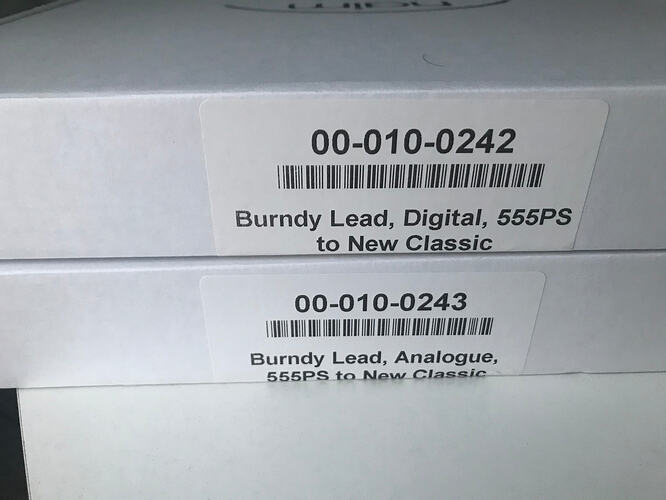 naim
00-010-0242
Burndy Lead, Digital, 555PS
to New Classic
00-010-0243
Burndy Lead, Analogue,
555PS to New Classic